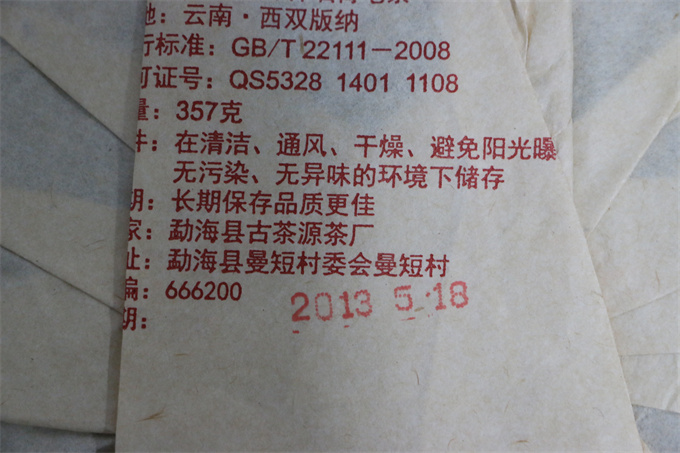 地：云南·西双版纳
行标准：GB/T 22111－2008
可证号：QS5328 1401 1108
量：357克
件：在清洁、通风、干燥、避免阳光曝
无污染、无异味的环境下储存
期：长期保存品质更佳
家：勐海县古茶源茶厂
址：勐海县曼短村委会曼短村
编：666200
期：2013 5.18